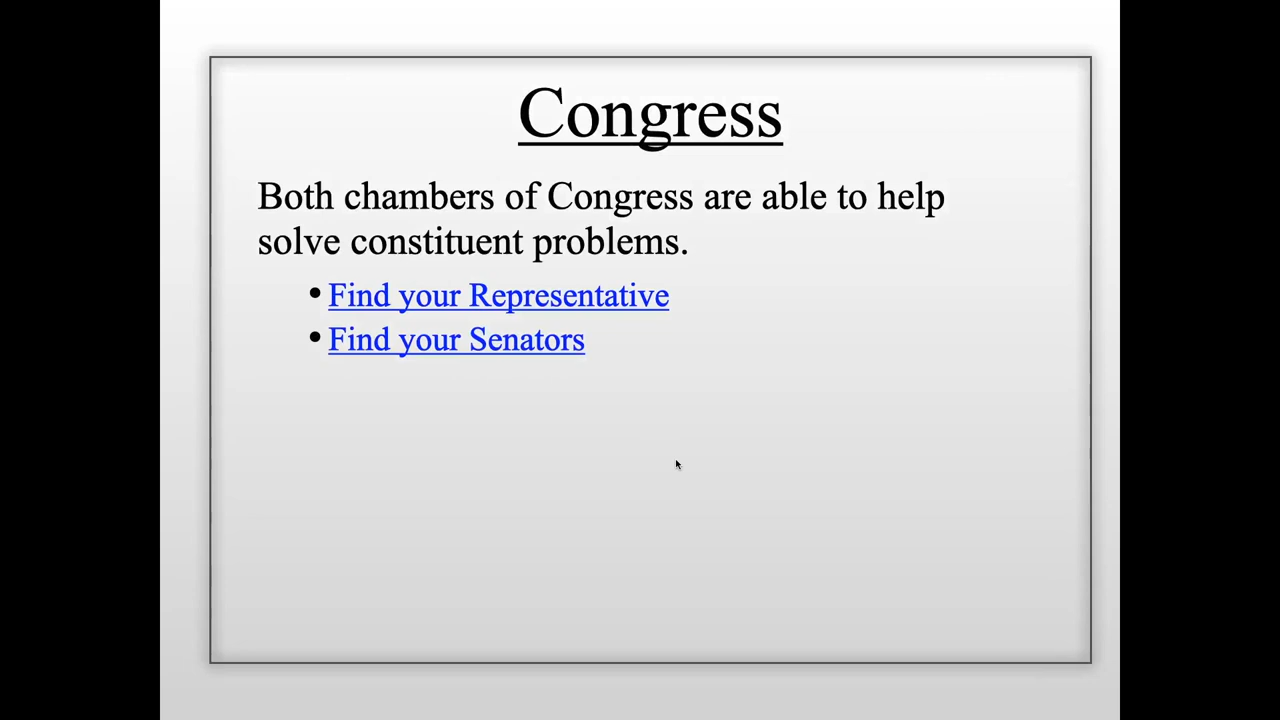 Congress
Both chambers of Congress are able to help
solve constituent problems.
• Find your Representative
• Find your Senators